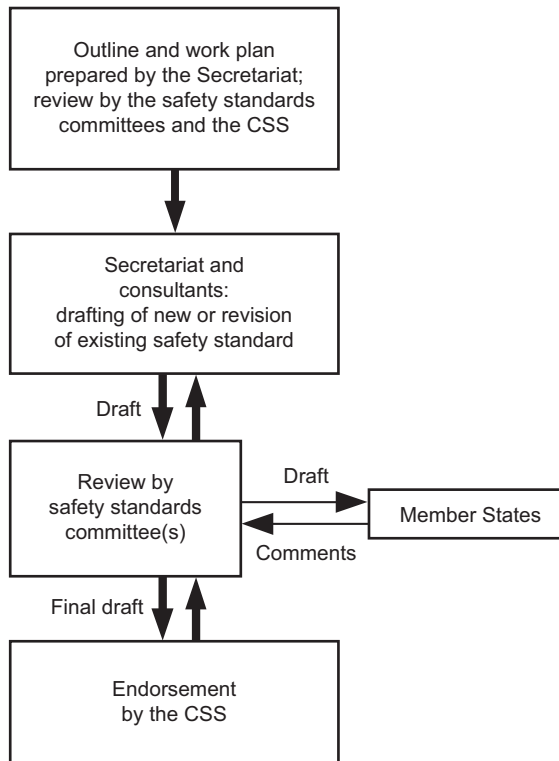 Outline and work plan
prepared by the Secretariat;
review by the safety standards
committees and the CSS
Secretariat and
consultants:
drafting of new or revision
of existing safety standard
Draft
Review by
safety standards
committee(s)
Draft
Member States
Comments
Final draft
Endorsement
by the CSS